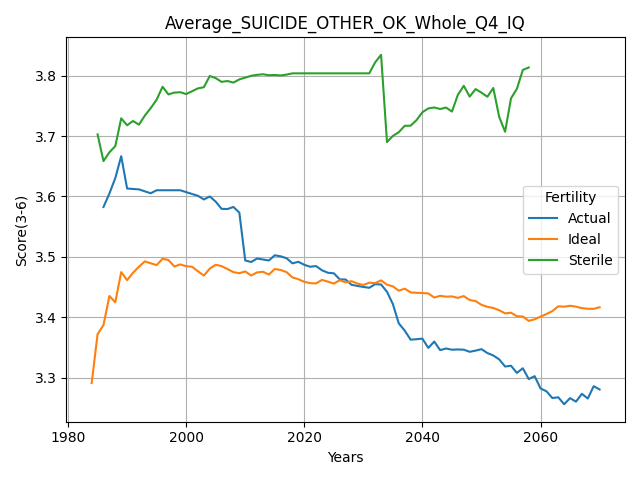 Average_SUICIDE_OTHER_OK_Whole_Q4_IQ
Score(3-6)
3.8
3.7
3.6
3.5
3.4
3.3
Fertility
Actual
Ideal
Sterile
1980 2000 2020 2040 2060
Years